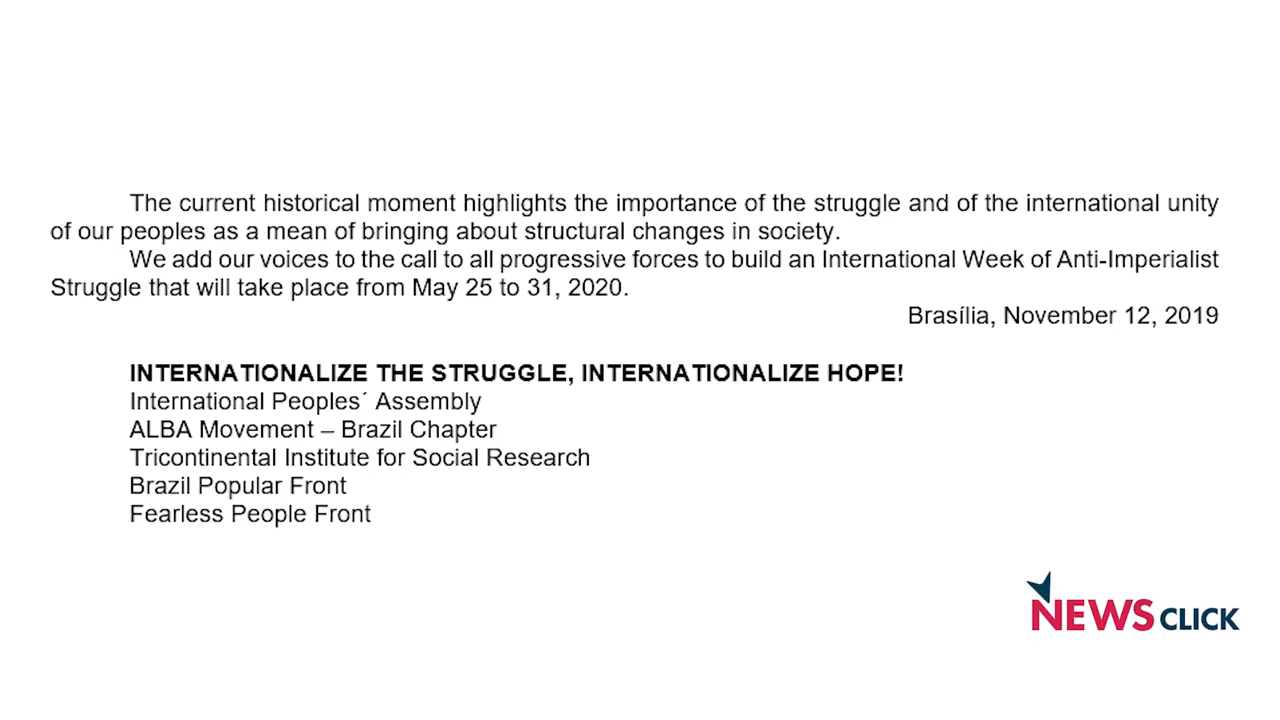 The current historical moment highlights the importance of the struggle and of the international unity
of our peoples as a mean of bringing about structural changes in society.
We add our voices to the call to all progressive forces to build an International Week of Anti-Imperialist
Struggle that will take place from May 25 to 31, 2020.
Brasília, November 12, 2019
INTERNATIONALIZE THE STRUGGLE, INTERNATIONALIZE HOPE!
International Peoples´ Assembly
ALBA Movement – Brazil Chapter
Tricontinental Institute for Social Research
Brazil Popular Front
Fearless People Front
NEWSCLICK